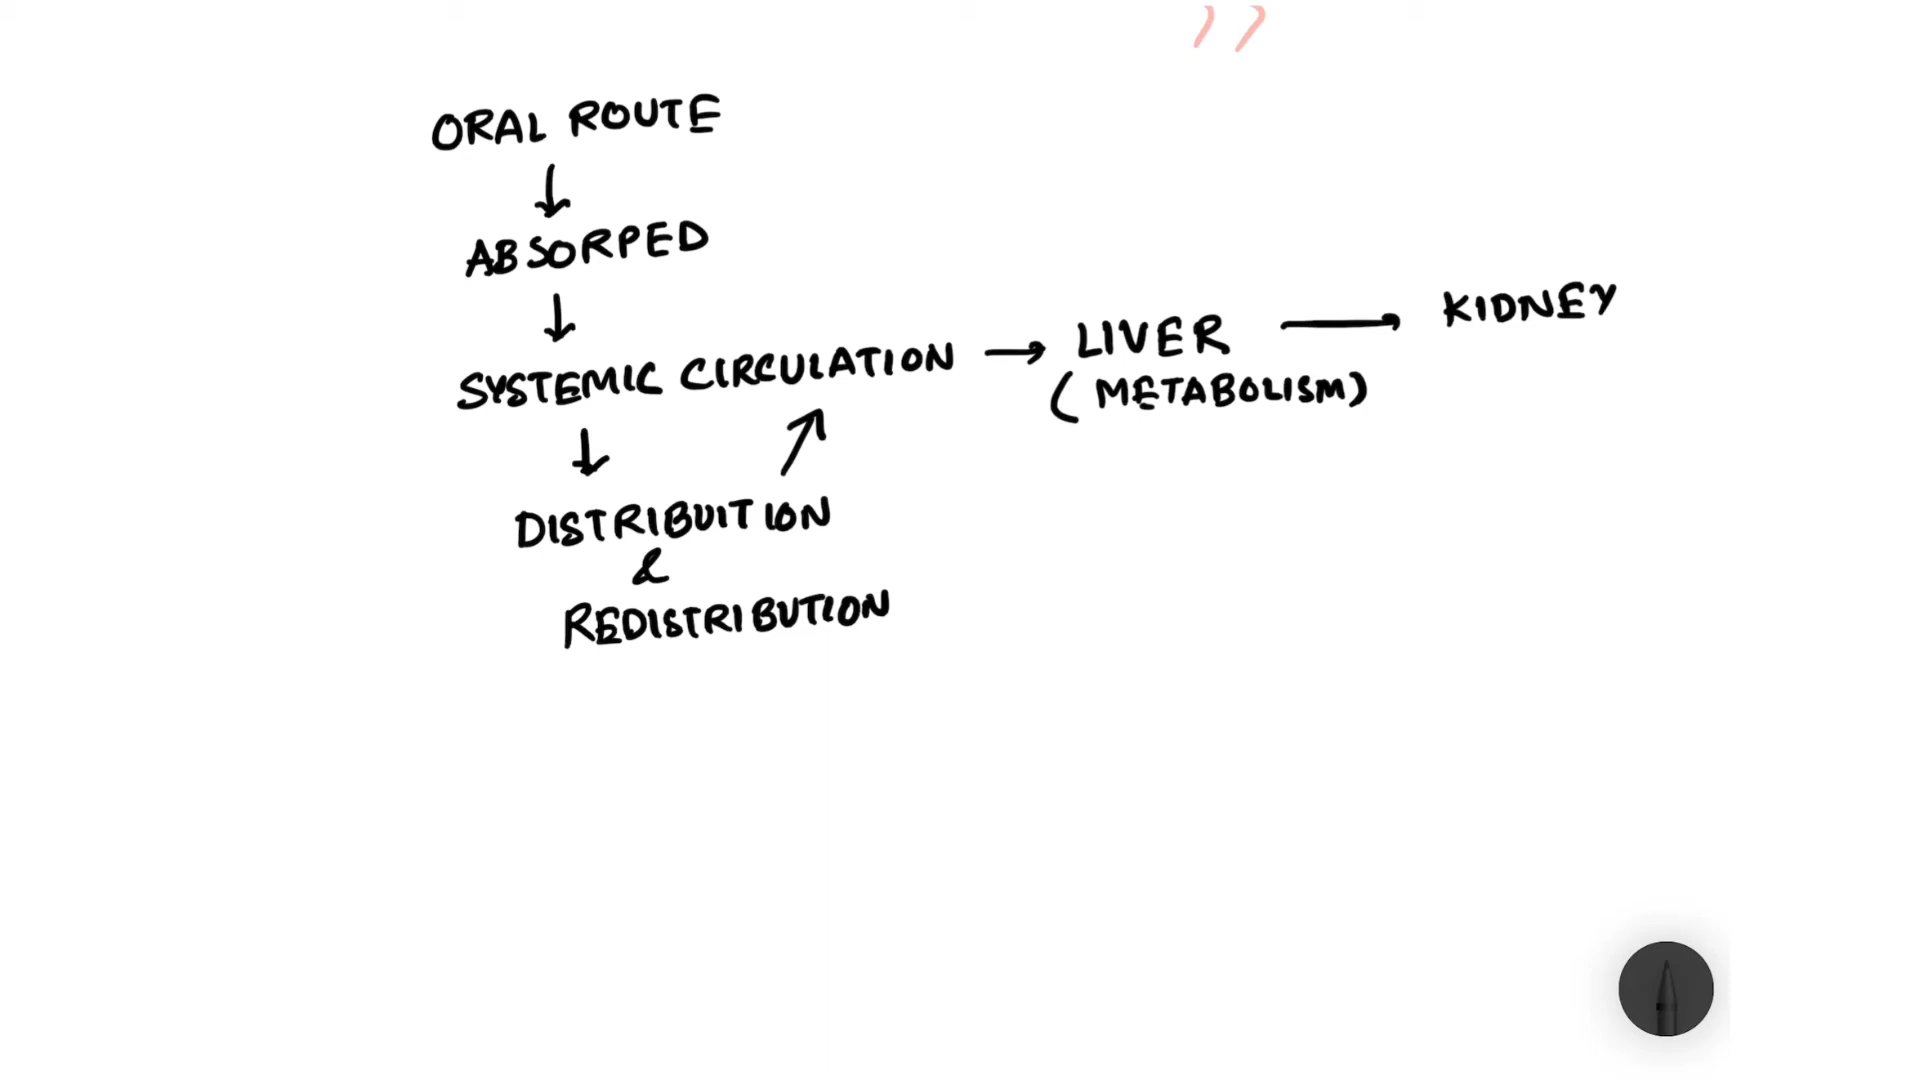 ORAL ROUTE
↓
ABSORPED
↓
SYSTEMIC CIRCULATION → LIVER → KIDNEY
(METABOLISM)
↓ ↗
DISTRIBUITION
&
REDISTRIBUTION